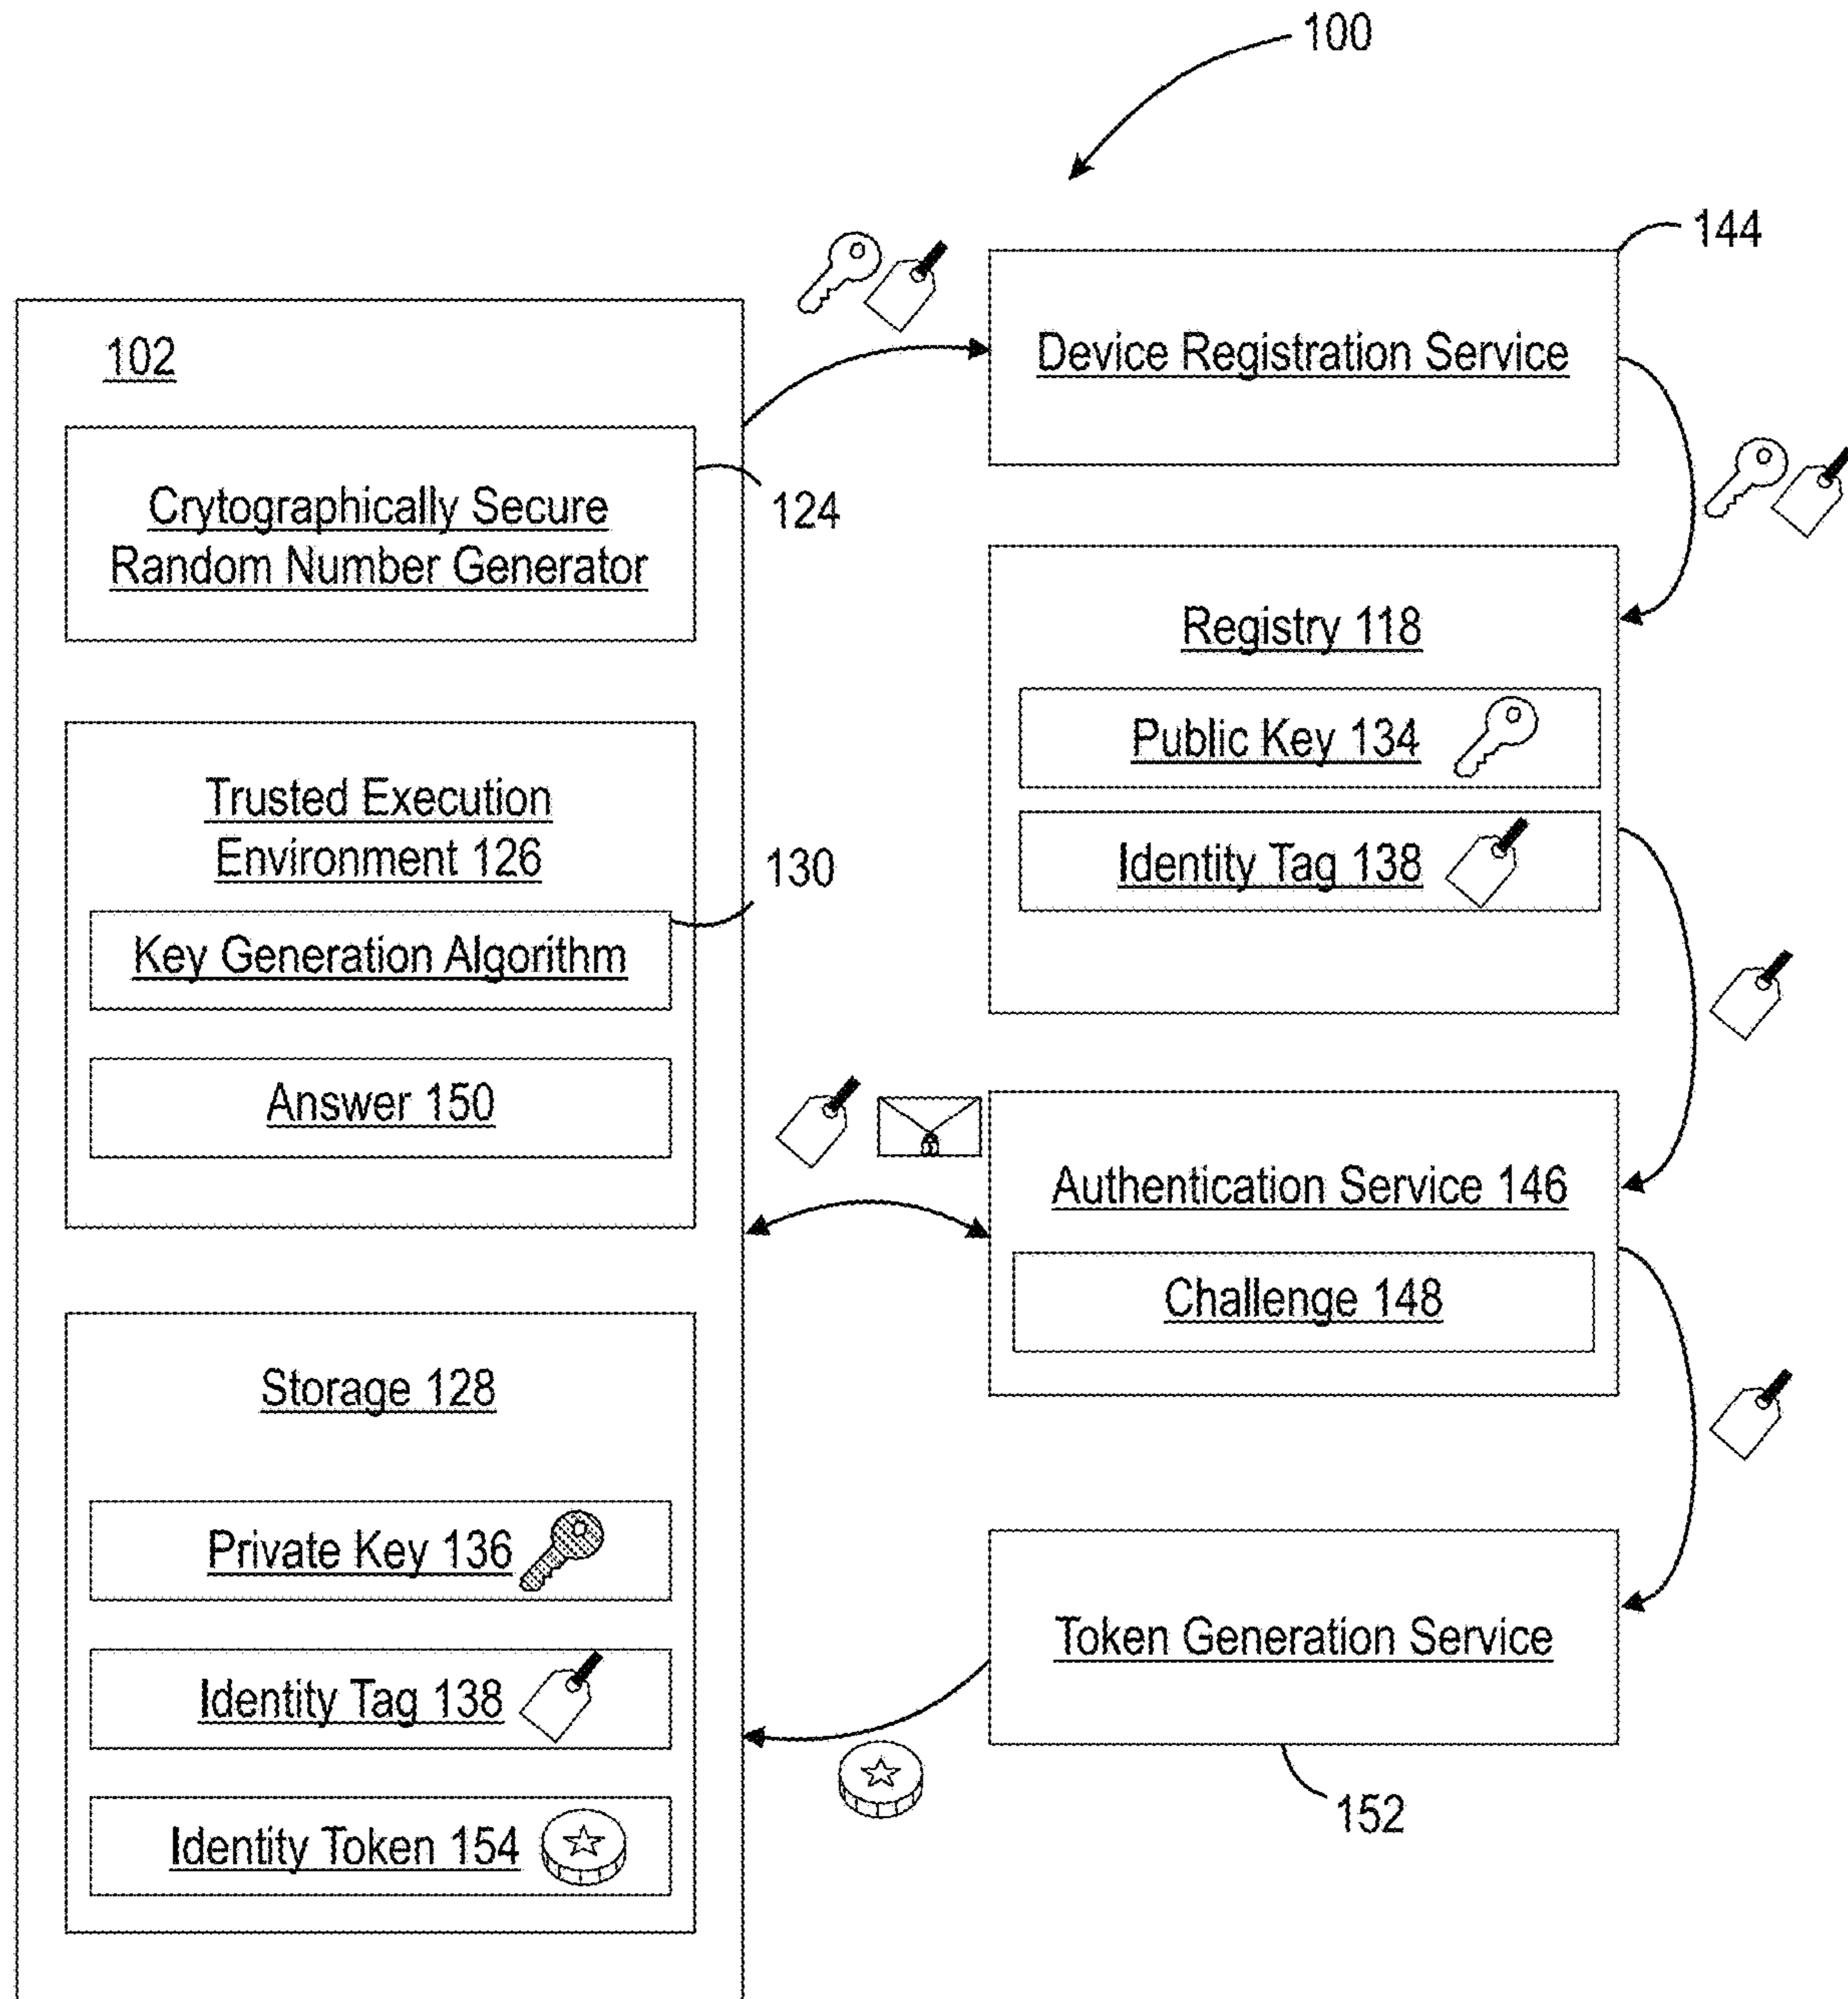 100
144
102
Device Registration Service
Crytographically Secure
Random Number Generator
124
Registry 118
Public Key 134
Identity Tag 138
Trusted Execution
Environment 126
130
Key Generation Algorithm
Answer 150
Authentication Service 146
Challenge 148
Storage 128
Private Key 136
Identity Tag 138
Identity Token 154
Token Generation Service
152